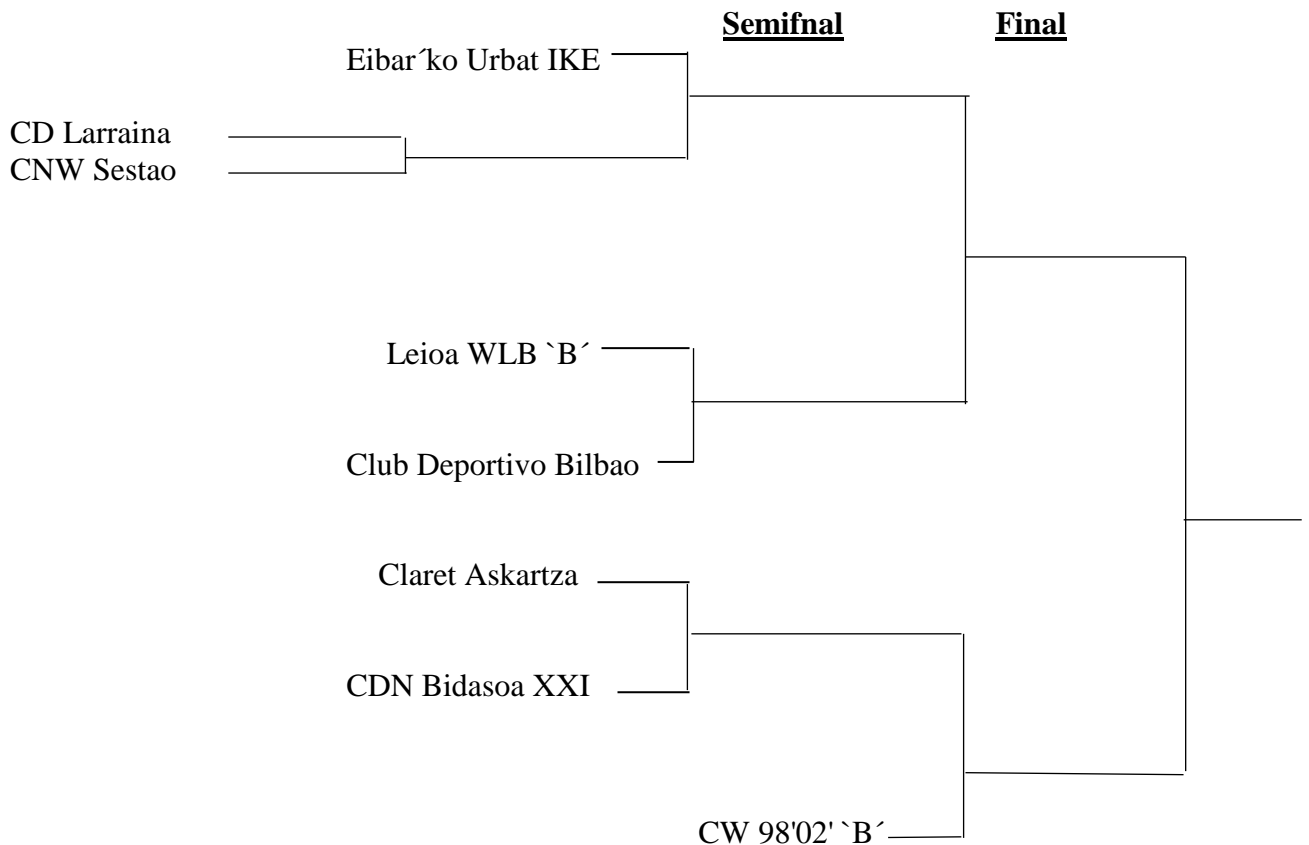 Semifnal Final
Eibar´ko Urbat IKE
CD Larraina
CNW Sestao
Leioa WLB `B´
Club Deportivo Bilbao
Claret Askartza
CDN Bidasoa XXI
CW 98'02' `B´